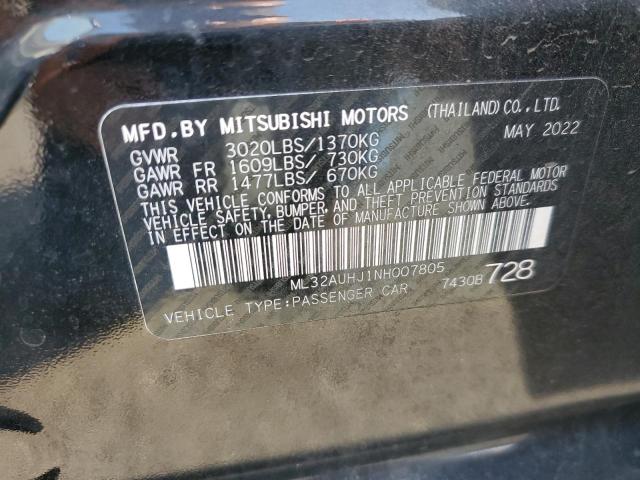 MFD.BY MITSUBISHI MOTORS (THAILAND)CO.,LTD.
MAY 2022
GVWR 3020LBS/1370KG
GAWR FR 1609LBS/ 730KG
GAWR RR 1477LBS/ 670KG
THIS VEHICLE CONFORMS TO ALL APPLICABLE FEDERAL MOTOR
VEHICLE SAFETY, BUMPER, AND THEFT PREVENTION STANDARDS
IN EFFECT ON THE DATE OF MANUFACTURE SHOWN ABOVE.
ML32AUHJ1NH007805
VEHICLE TYPE:PASSENGER CAR 7430B 728